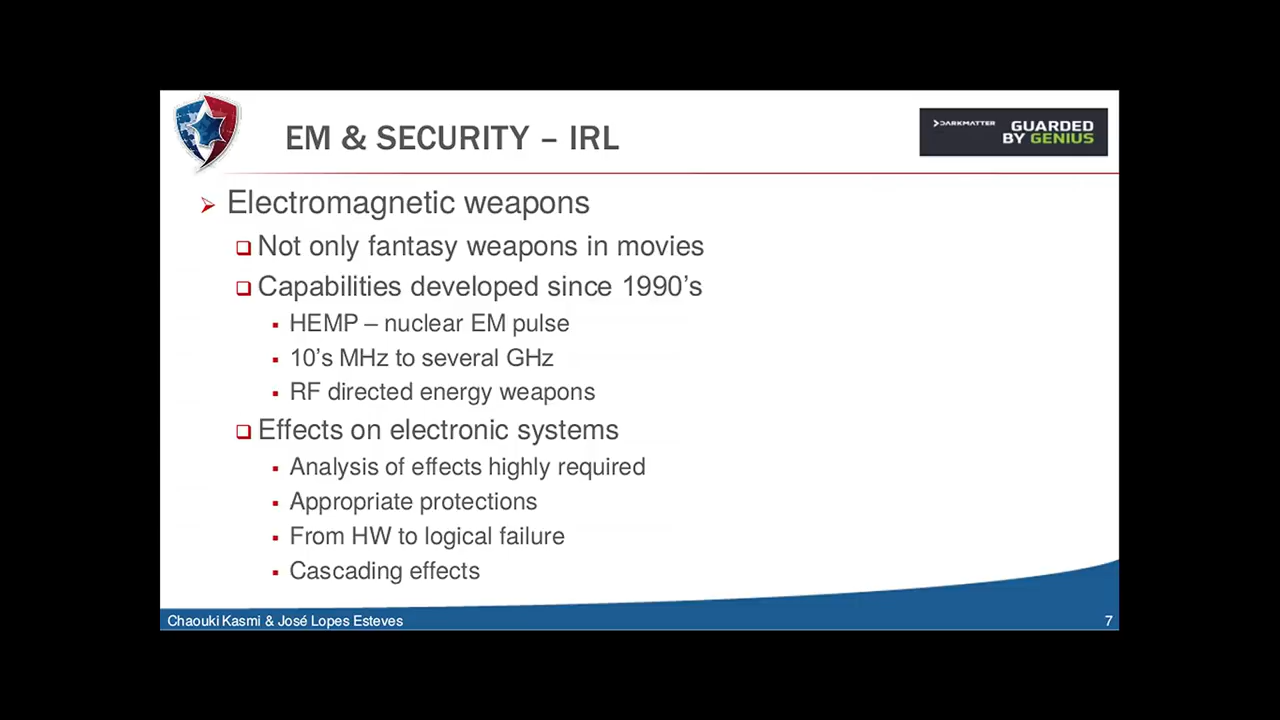 EM & SECURITY – IRL
DARKMATTER
GUARDED
BY GENIUS
Electromagnetic weapons
Not only fantasy weapons in movies
Capabilities developed since 1990's
HEMP – nuclear EM pulse
10's MHz to several GHz
RF directed energy weapons
Effects on electronic systems
Analysis of effects highly required
Appropriate protections
From HW to logical failure
Cascading effects
Chaouki Kasmi & José Lopes Esteves
7